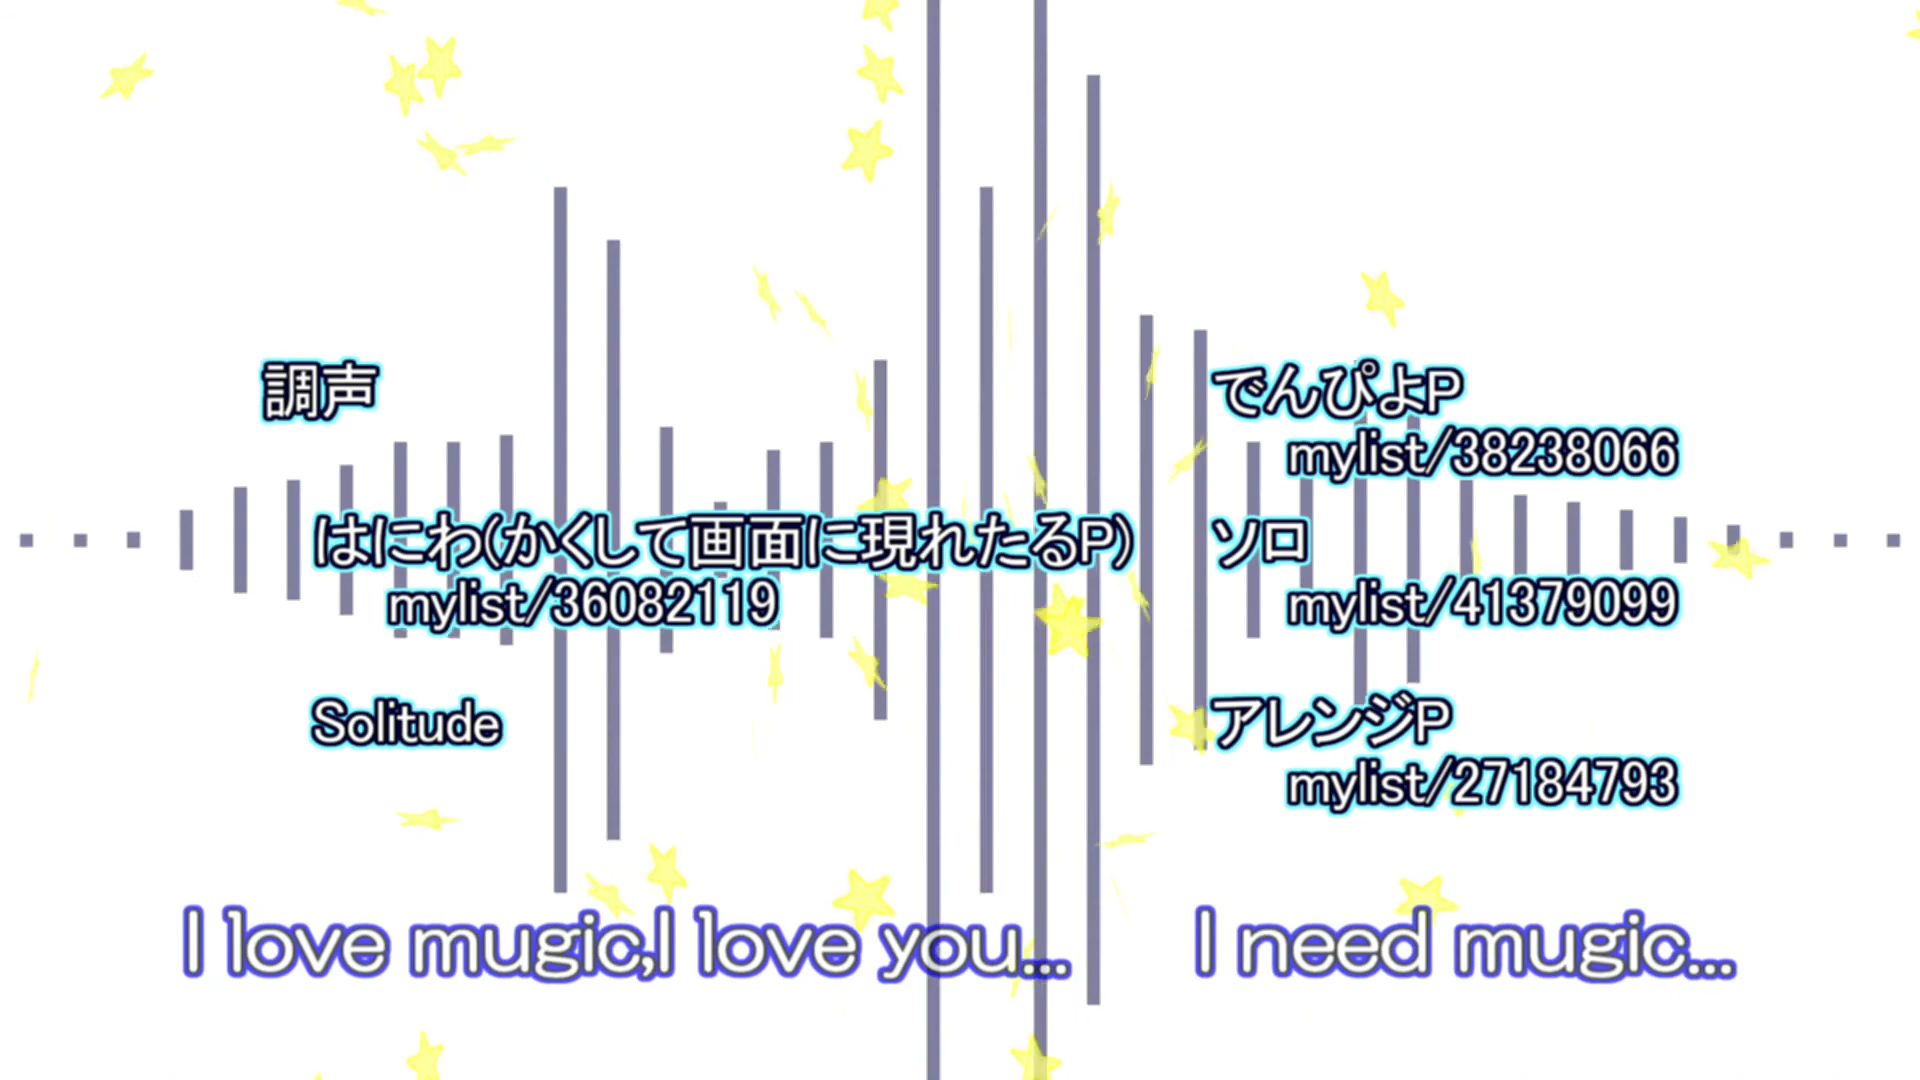 調声
でんぴよP
mylist/38238066
はにわ(かくして画面に現れたるP)
mylist/36082119
ソロ
mylist/41379099
Solitude
アレンジP
mylist/27184793
I love mugic,I love you...
I need mugic...